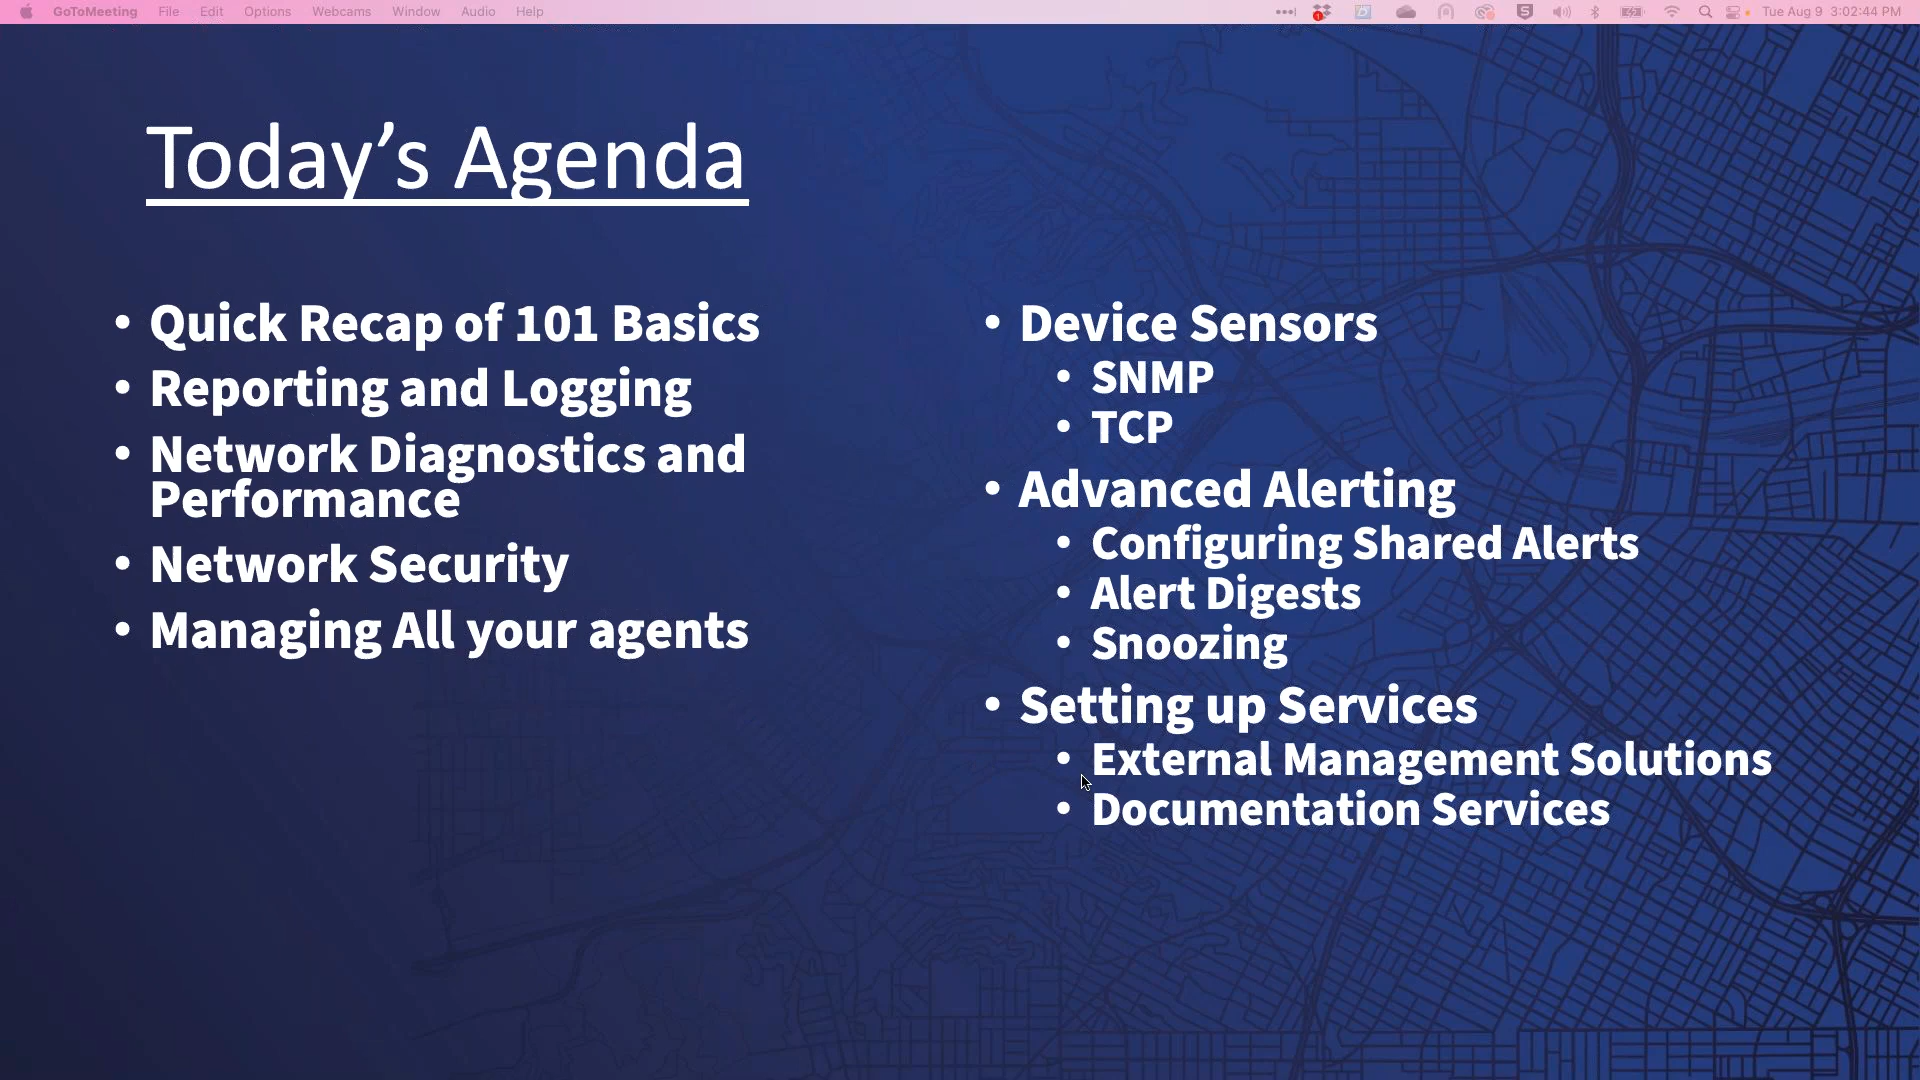 GoToMeeting File Edit Options Webcams Window Audio Help Tue Aug 9 3:02:44 PM
Today’s Agenda
• Quick Recap of 101 Basics
• Reporting and Logging
• Network Diagnostics and
Performance
• Network Security
• Managing All your agents
• Device Sensors
• SNMP
• TCP
• Advanced Alerting
• Configuring Shared Alerts
• Alert Digests
• Snoozing
• Setting up Services
• External Management Solutions
• Documentation Services